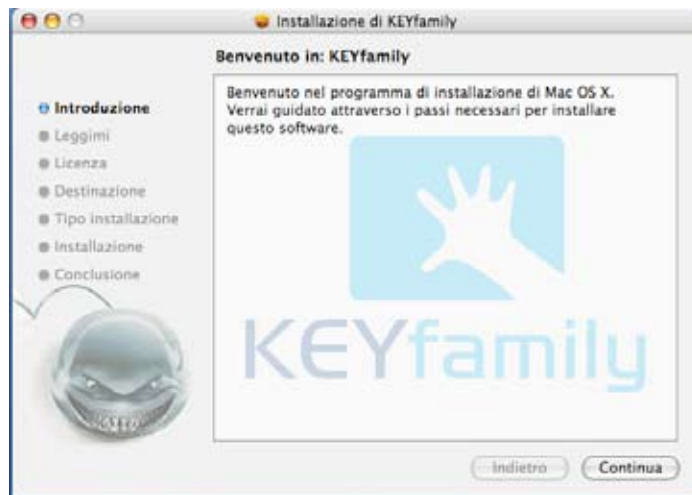 Installazione di KEYfamily
Benvenuto in: KEYfamily
Introduzione
Leggimi
Licenza
Destinazione
Tipo installazione
Installazione
Conclusione
Benvenuto nel programma di installazione di Mac OS X.
Verrai guidato attraverso i passi necessari per installare
questo software.
KEYfamily
Indietro
Continua